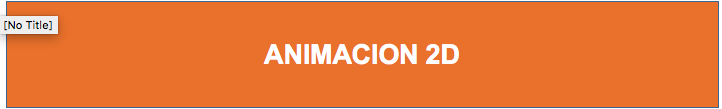 [No Title]
ANIMACION 2D